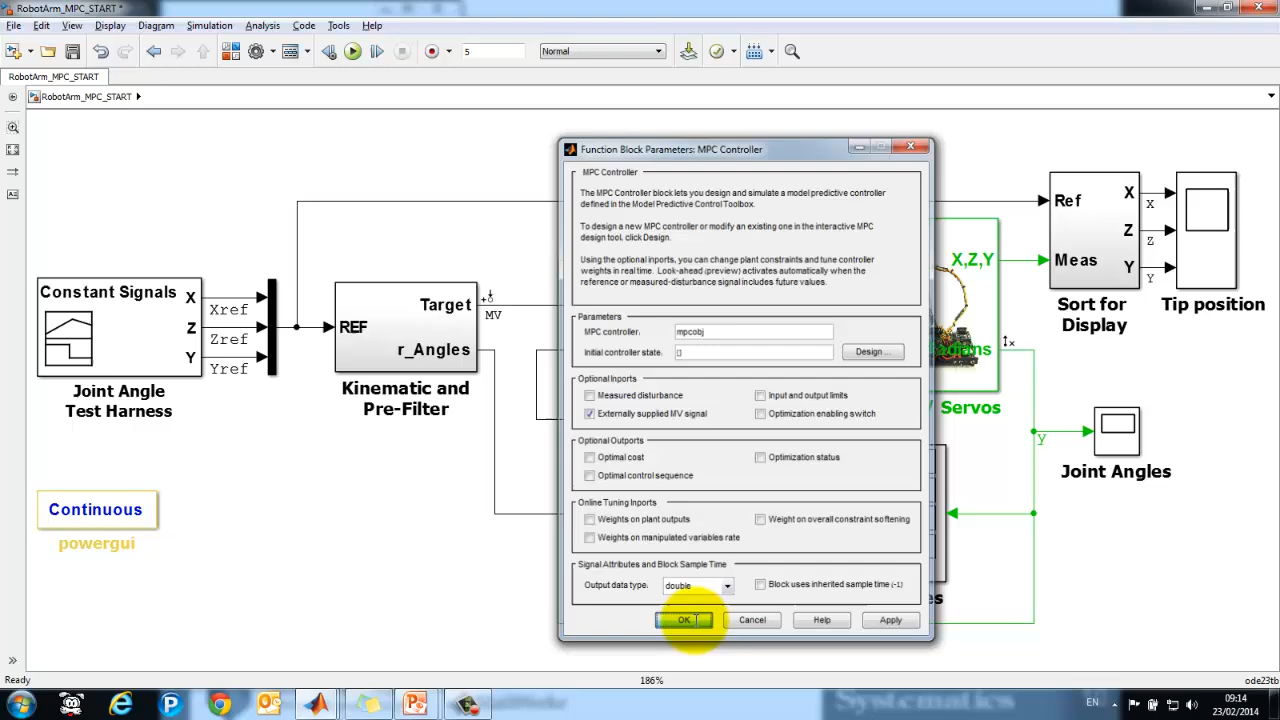 RobotArm_MPC_START *
File Edit View Display Diagram Simulation Analysis Code Tools Help
5
Normal
RobotArm_MPC_START
RobotArm_MPC_START
Function Block Parameters: MPC Controller
MPC Controller
The MPC Controller block lets you design and simulate a model predictive controller
defined in the Model Predictive Control Toolbox.
To design a new MPC controller or modify an existing one in the interactive MPC
design tool, click Design.
Using the optional inports, you can change plant constraints and tune controller
weights in real time. Look-ahead (preview) activates automatically when the
reference or measured-disturbance signal includes future values.
Parameters
MPC controller: mpcobj
Initial controller state: [] Design ...
Optional Inports
Measured disturbance Input and output limits
Externally supplied MV signal Optimization enabling switch
Optional Outports
Optimal cost Optimization status
Optimal control sequence
Online Tuning Inports
Weights on plant outputs Weight on overall constraint softening
Weights on manipulated variables rate
Signal Attributes and Block Sample Time
Output data type: double Block uses inherited sample time (-1)
OK Cancel Help Apply
Constant Signals X
Z
Y
Xref
Zref
Yref
Joint Angle
Test Harness
REF
Target
r_Angles
MV
Kinematic and
Pre-Filter
Continuous
powergui
X,Z,Y
Radians
Servos
x
y
es
Ref
Meas
X
Z
Y
X
Z
Y
Sort for
Display
Tip position
Joint Angles
186%
ode23tb
EN
09:14
23/02/2014
Systematics